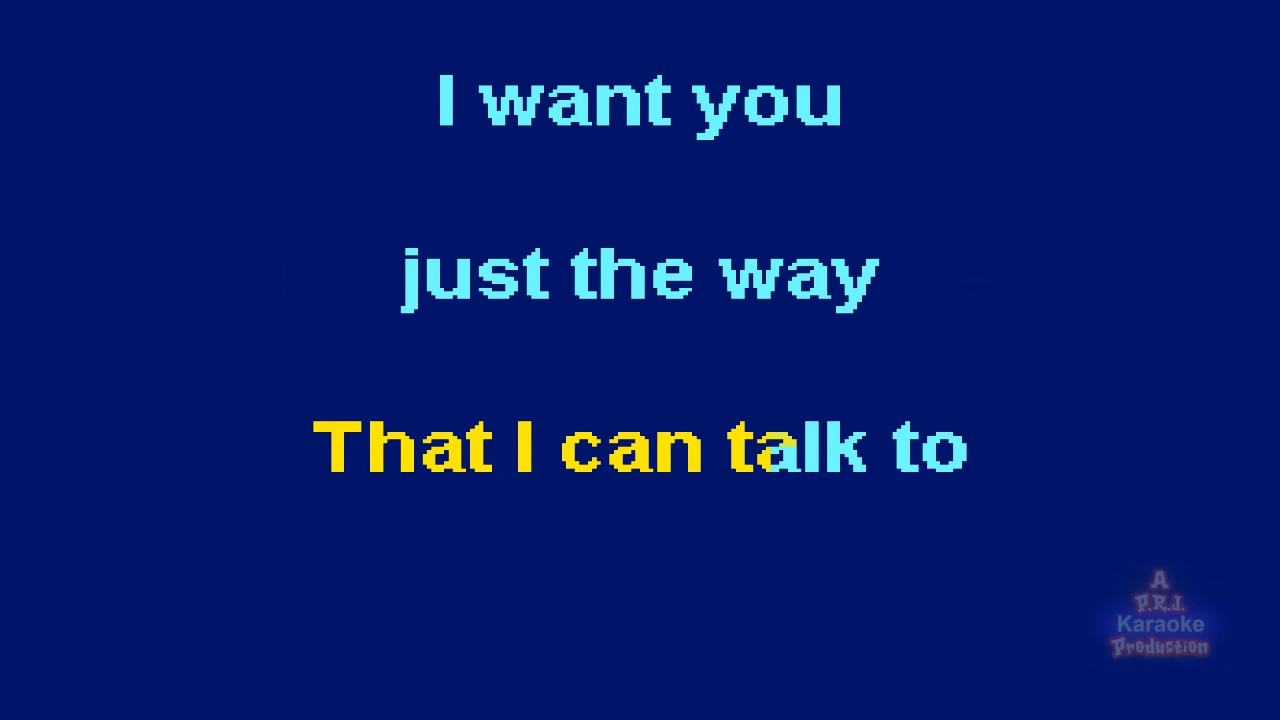 I want you
just the way
That I can talk to
A
P.R.J.
Karaoke
Production